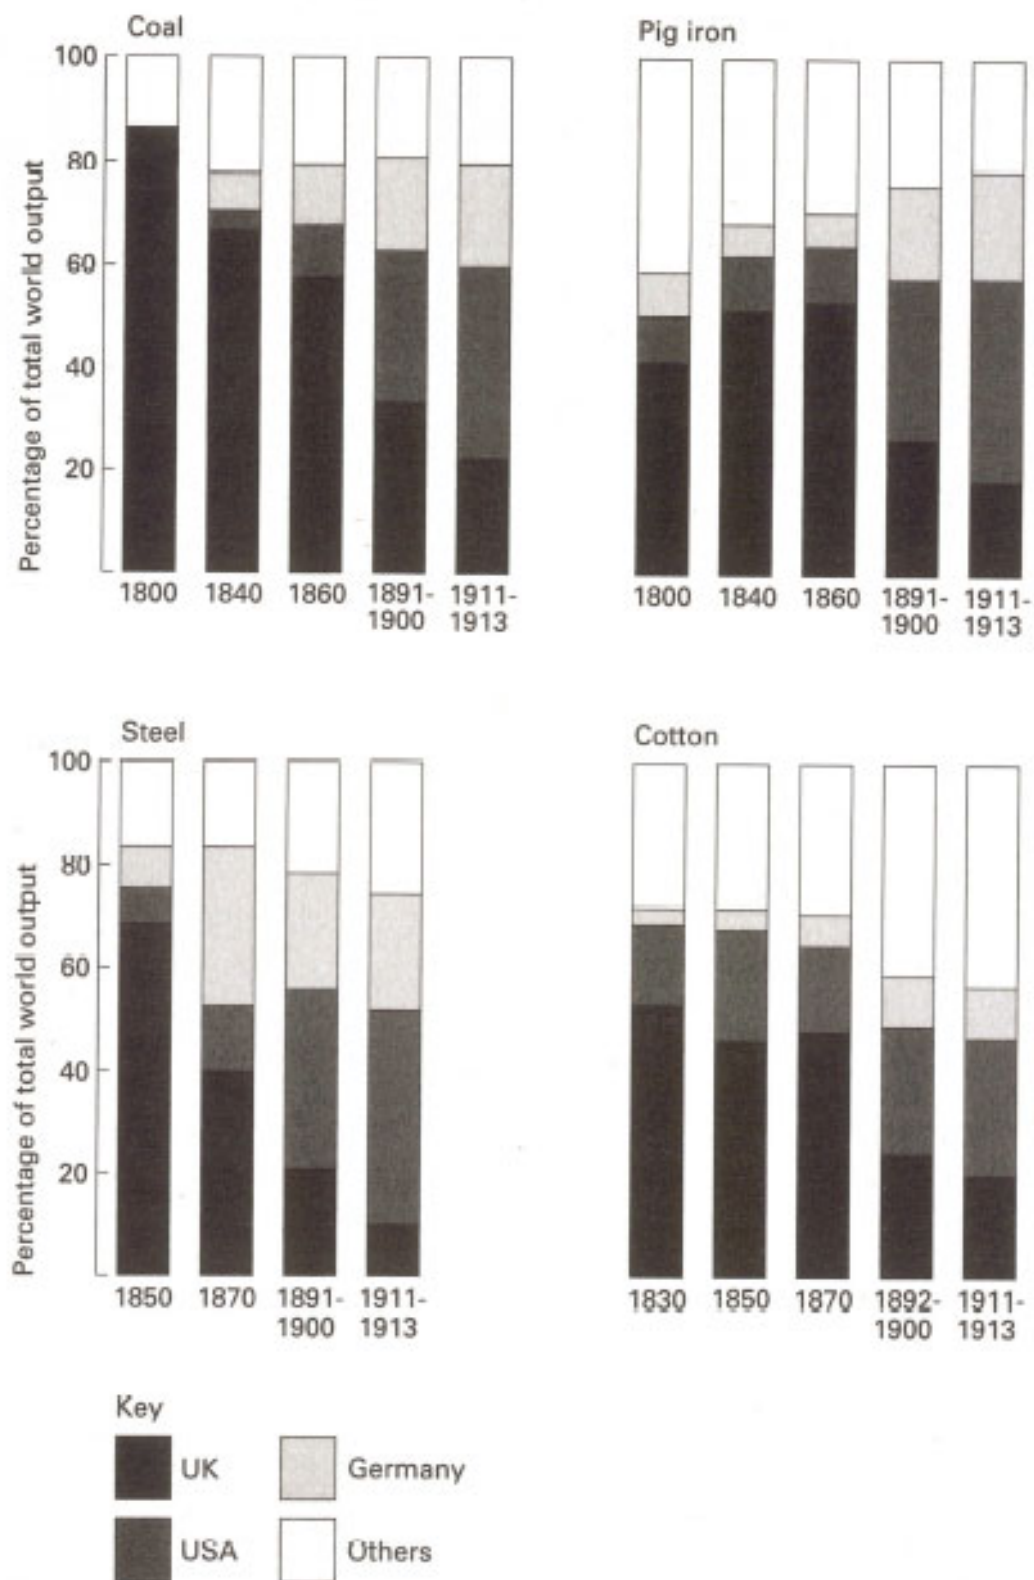 Coal
Percentage of total world output
100
80
60
40
20
1800 1840 1860 1891-1900 1911-1913
Pig iron
1800 1840 1860 1891-1900 1911-1913
Steel
Percentage of total world output
100
80
60
40
20
1850 1870 1891-1900 1911-1913
Cotton
1830 1850 1870 1892-1900 1911-1913
Key
UK
Germany
USA
Others